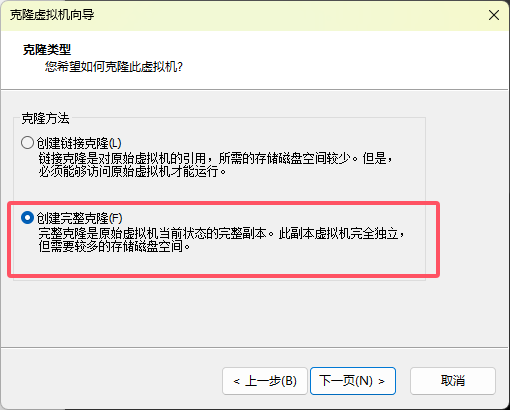 克隆虚拟机向导
克隆类型
您希望如何克隆此虚拟机?
克隆方法
创建链接克隆(L)
链接克隆是对原始虚拟机的引用，所需的存储磁盘空间较少。但是，
必须能够访问原始虚拟机才能运行。
创建完整克隆(F)
完整克隆是原始虚拟机当前状态的完整副本。此副本虚拟机完全独立，
但需要较多的存储磁盘空间。
< 上一步(B) 下一页(N) > 取消